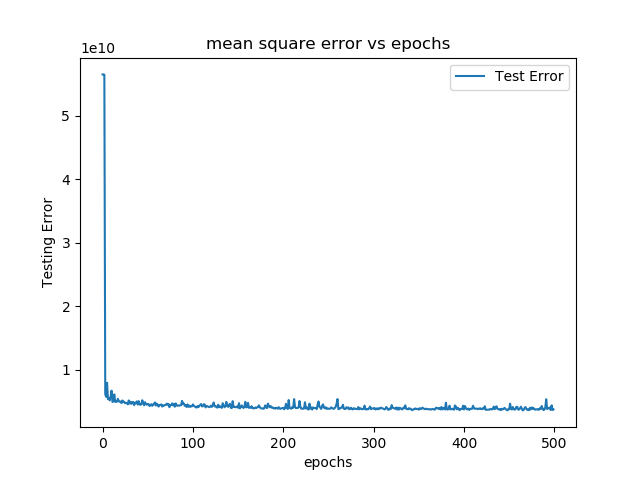 mean square error vs epochs
1e10
Test Error
5
4
3
2
1
Testing Error
0 100 200 300 400 500
epochs